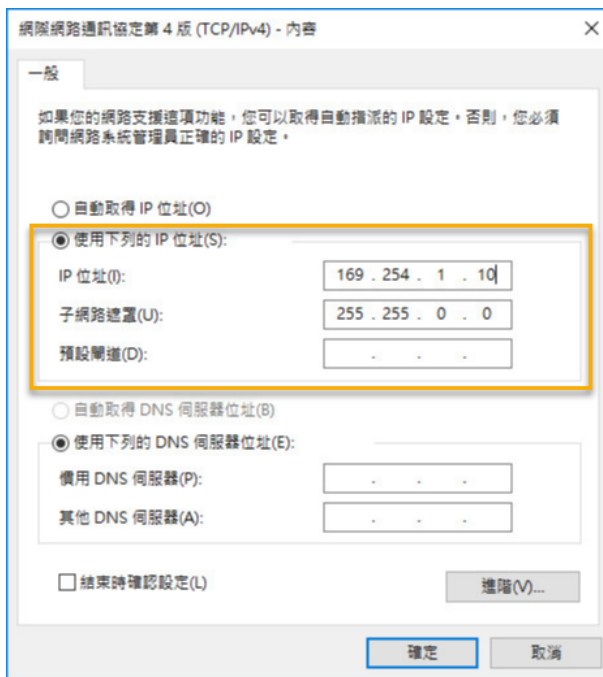 網際網路通訊協定第 4 版 (TCP/IPv4) - 內容
一般
如果您的網路支援這項功能，您可以取得自動指派的 IP 設定。否則，您必須
詢問網路系統管理員正確的 IP 設定。
自動取得 IP 位址(O)
使用下列的 IP 位址(S):
IP 位址(I): 169 . 254 . 1 . 10
子網路遮罩(U): 255 . 255 . 0 . 0
預設閘道(D): . . .
自動取得 DNS 伺服器位址(B)
使用下列的 DNS 伺服器位址(E):
慣用 DNS 伺服器(P): . . .
其他 DNS 伺服器(A): . . .
結束時確認設定(L)
進階(V)...
確定 取消